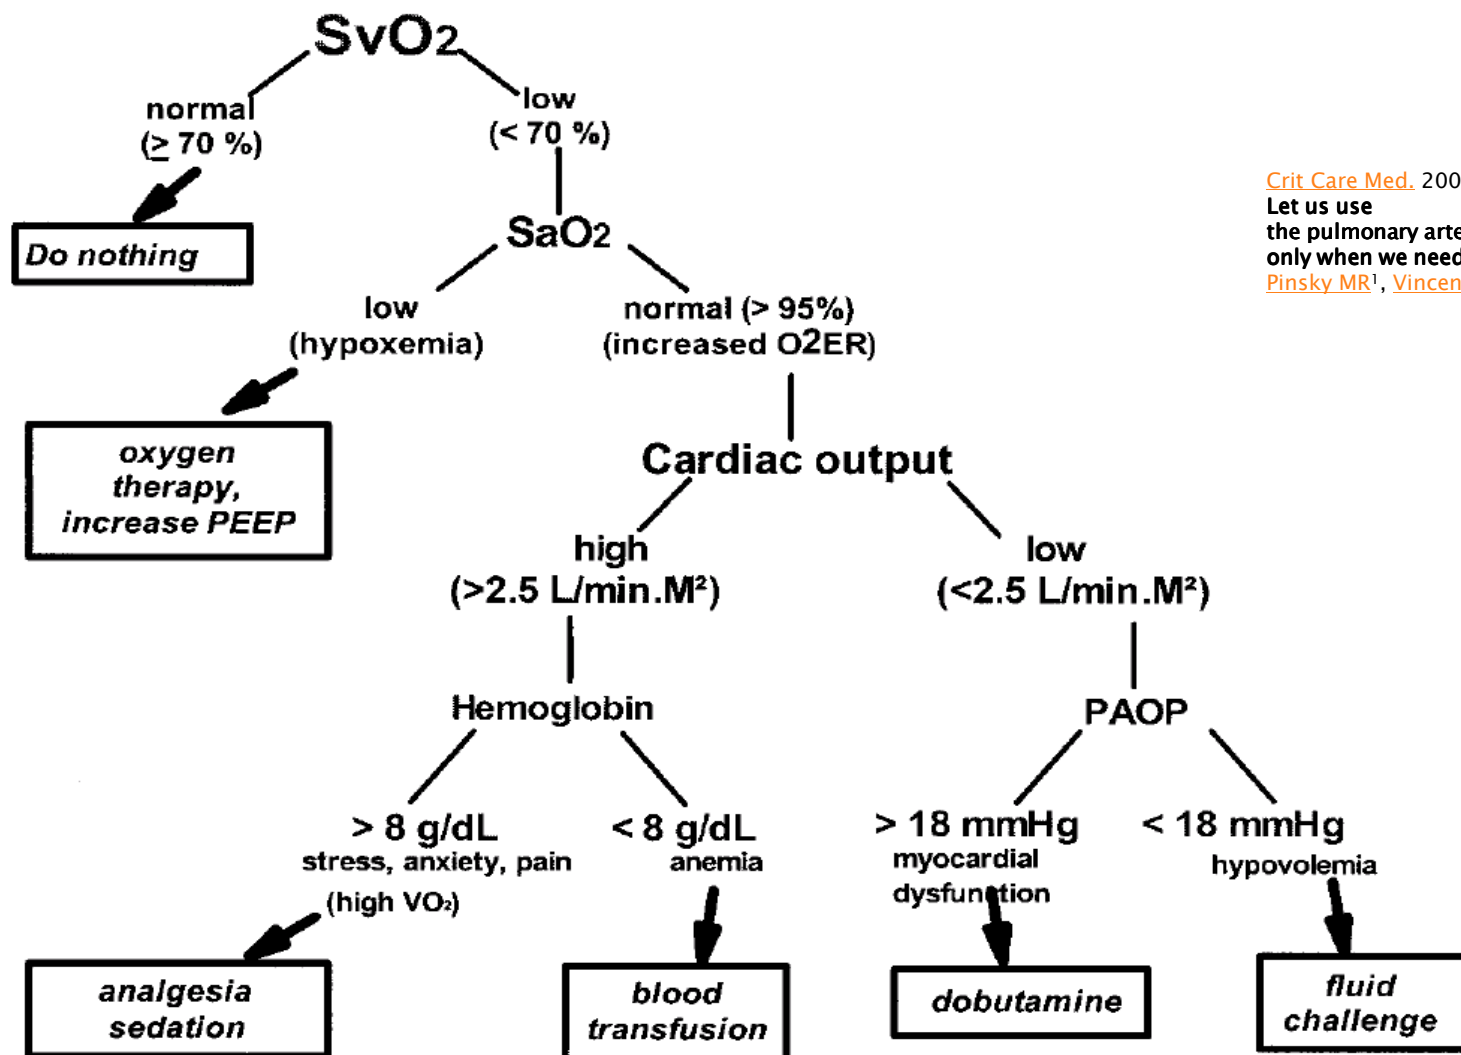 SvO2
normal
(≥ 70 %)
low
(< 70 %)
Do nothing
SaO2
low
(hypoxemia)
normal (> 95%)
(increased O2ER)
oxygen
therapy,
increase PEEP
Cardiac output
high
(>2.5 L/min.M²)
low
(<2.5 L/min.M²)
Hemoglobin
PAOP
> 8 g/dL
stress, anxiety, pain
(high VO₂)
< 8 g/dL
anemia
> 18 mmHg
myocardial
dysfunction
< 18 mmHg
hypovolemia
analgesia
sedation
blood
transfusion
dobutamine
fluid
challenge
Crit Care Med.
Let us use
the pulmonary
only when we need
Pinsky MR¹,